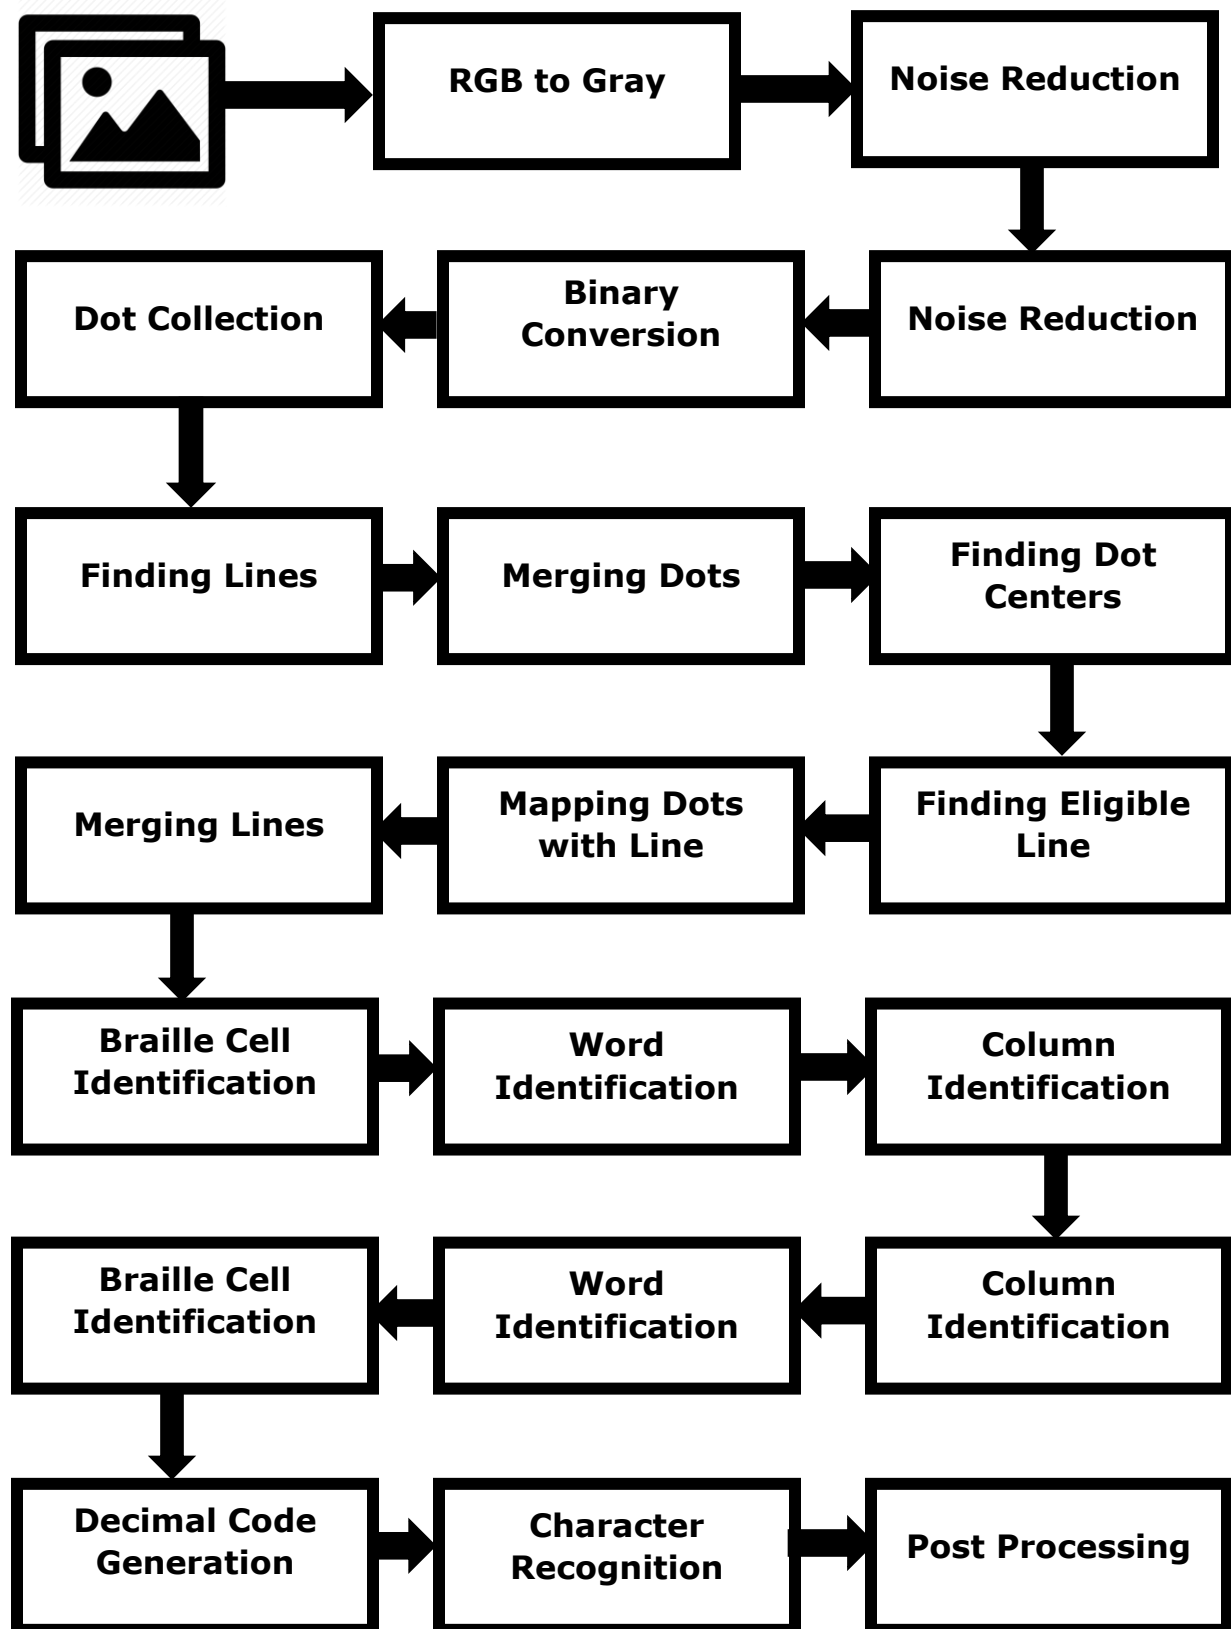 RGB to Gray
Noise Reduction
Noise Reduction
Binary
Conversion
Dot Collection
Finding Lines
Merging Dots
Finding Dot
Centers
Finding Eligible
Line
Mapping Dots
with Line
Merging Lines
Braille Cell
Identification
Word
Identification
Column
Identification
Column
Identification
Word
Identification
Braille Cell
Identification
Decimal Code
Generation
Character
Recognition
Post Processing